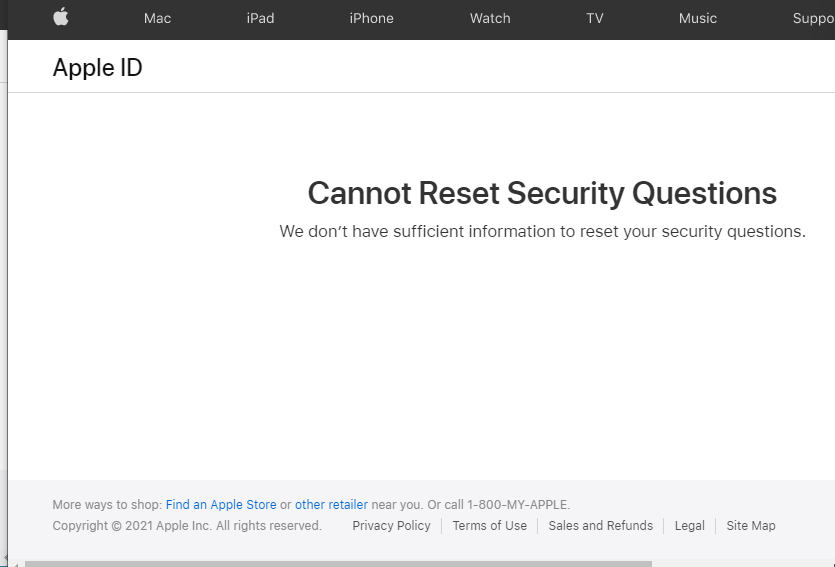 Mac iPad iPhone Watch TV Music Suppo
Apple ID
Cannot Reset Security Questions
We don’t have sufficient information to reset your security questions.
More ways to shop: Find an Apple Store or other retailer near you. Or call 1-800-MY-APPLE.
Copyright © 2021 Apple Inc. All rights reserved. Privacy Policy Terms of Use Sales and Refunds Legal Site Map